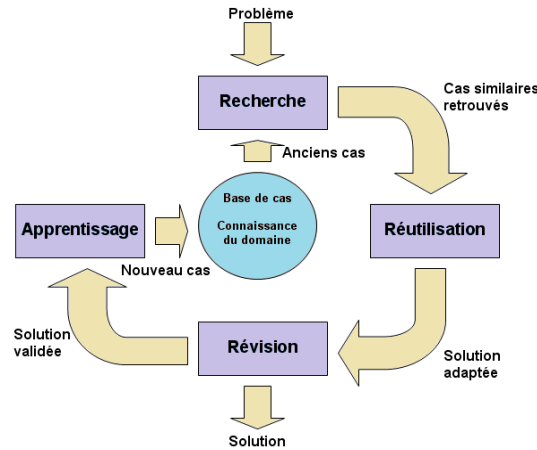 Problème
Recherche
Cas similaires
retrouvés
Anciens cas
Base de cas
Connaissance
du domaine
Apprentissage
Réutilisation
Nouveau cas
Solution
validée
Révision
Solution
adaptée
Solution